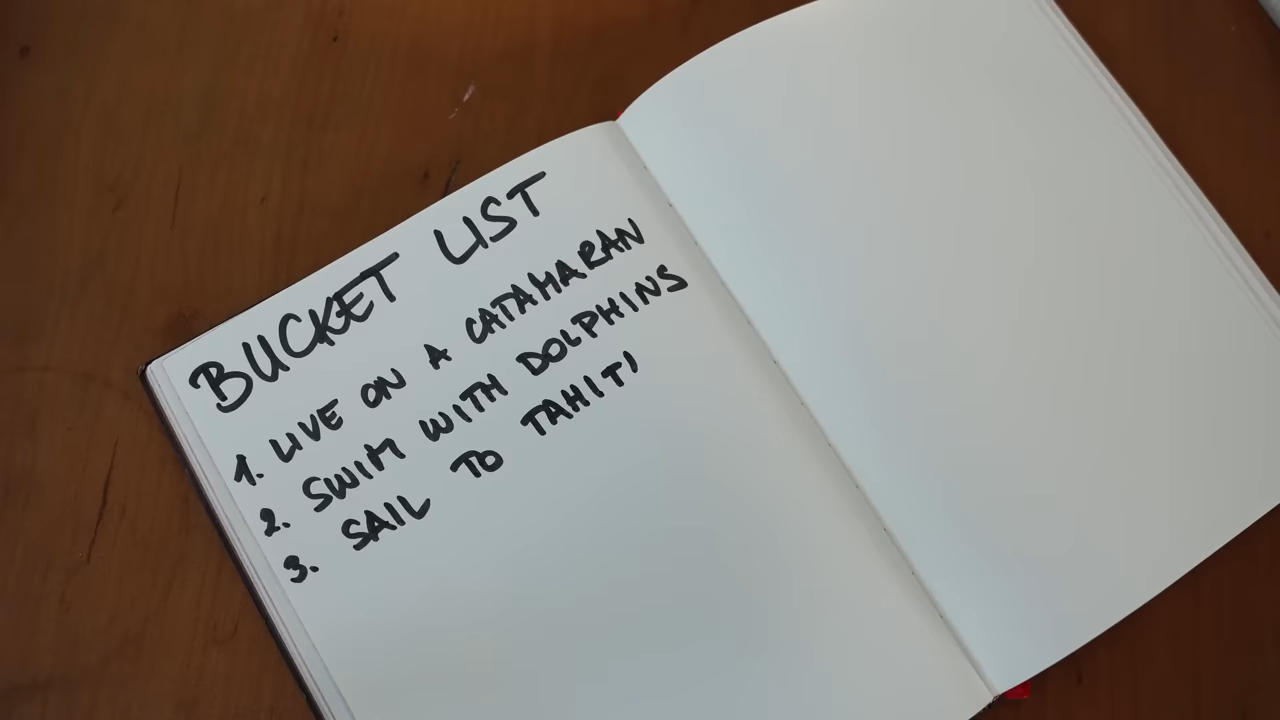 BUCKET LIST
1. LIVE ON A CATAMARAN
2. SWIM WITH DOLPHINS
3. SAIL TO TAHITI